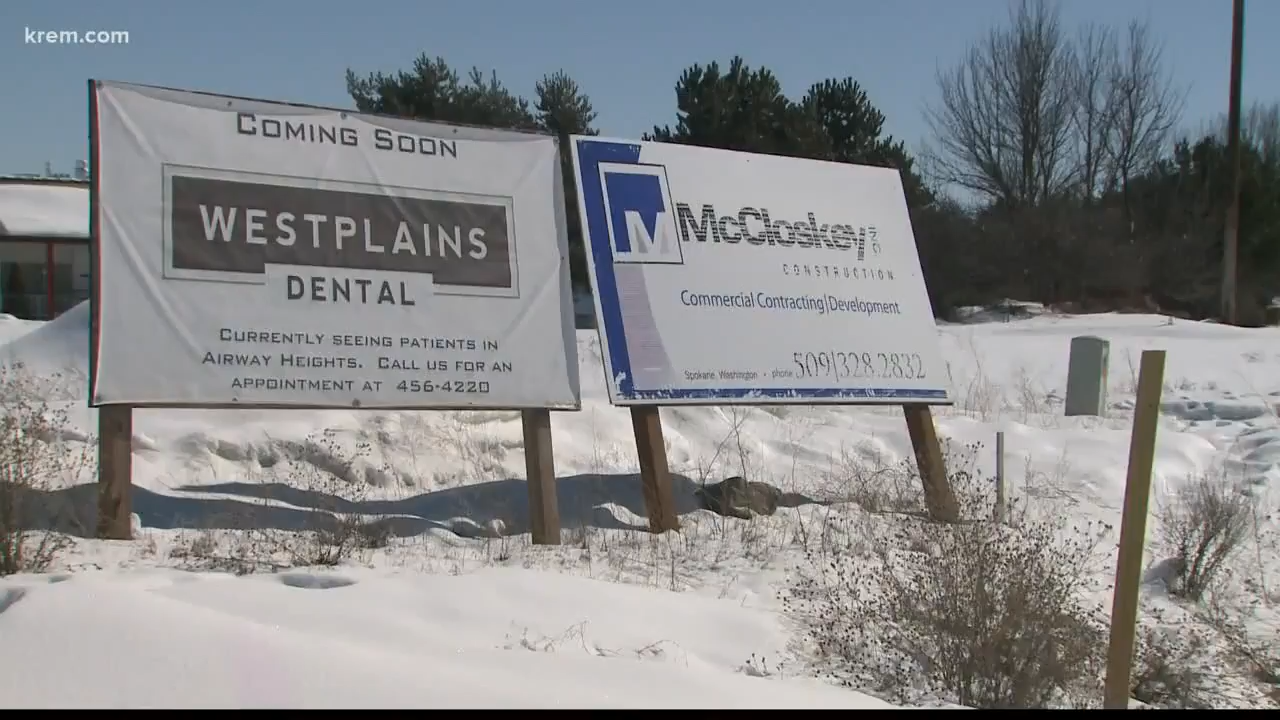 krem.com
COMING SOON
WESTPLAINS
DENTAL
CURRENTLY SEEING PATIENTS IN
AIRWAY HEIGHTS. CALL US FOR AN
APPOINTMENT AT 456-4220
M
McCloskey INC
CONSTRUCTION
Commercial Contracting|Development
Spokane, Washington • phone 509|328.2832